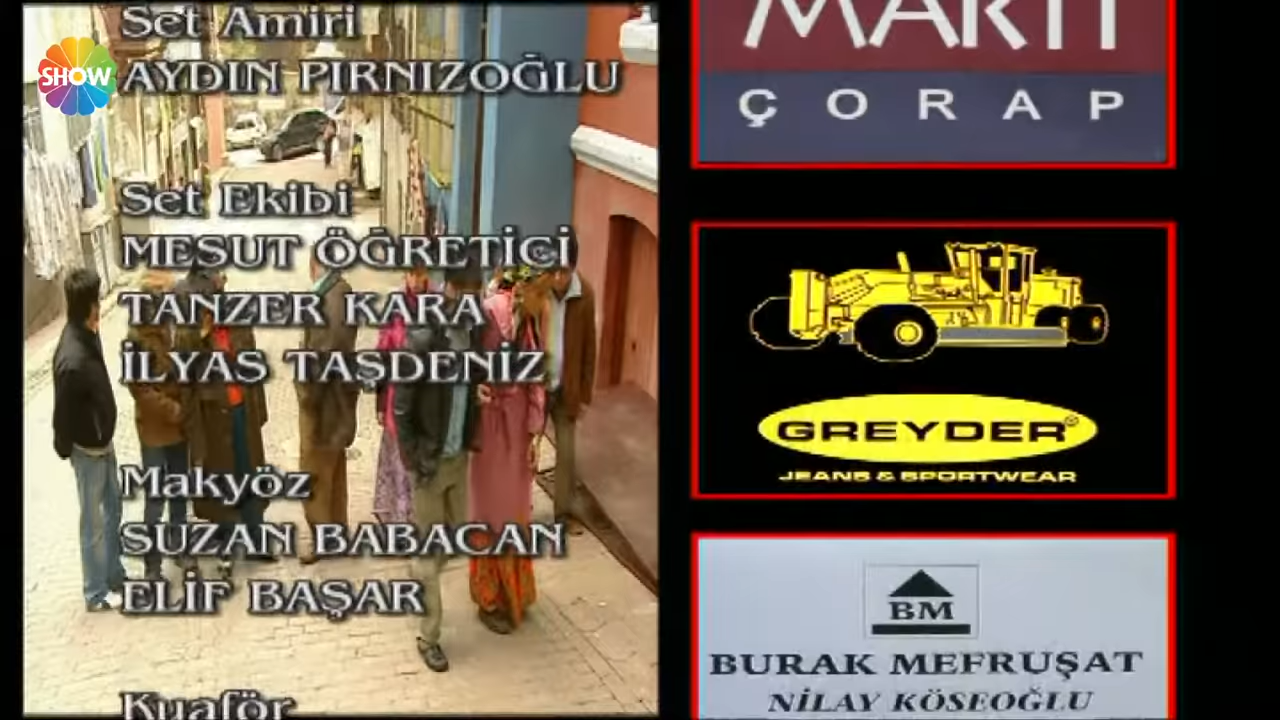 SHOW
Set Amiri
AYDIN PIRNIZOĞLU
Set Ekibi
MESUT ÖĞRETİCİ
TANZER KARA
İLYAS TAŞDENİZ
Makyöz
SUZAN BABACAN
ELİF BAŞAR
Kuaför
MARTI
ÇORAP
GREYDER®
JEANS & SPORTWEAR
BM
BURAK MEFRUŞAT
NİLAY KÖSEOĞLU